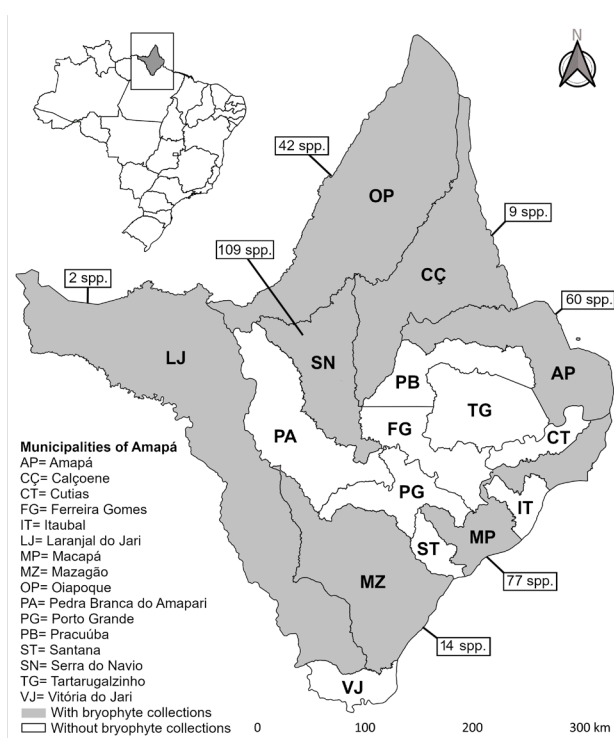 N
42 spp.
OP
9 spp.
109 spp.
CÇ
2 spp.
60 spp.
LJ
SN
AP
PB
TG
PA
FG
CT
PG
IT
ST
MP
77 spp.
MZ
14 spp.
VJ
Municipalities of Amapá
AP= Amapá
CÇ= Calçoene
CT= Cutias
FG= Ferreira Gomes
IT= Itaubal
LJ= Laranjal do Jari
MP= Macapá
MZ= Mazagão
OP= Oiapoque
PA= Pedra Branca do Amapari
PG= Porto Grande
PB= Pracuúba
ST= Santana
SN= Serra do Navio
TG= Tartarugalzinho
VJ= Vitória do Jari
With bryophyte collections
Without bryophyte collections
0 100 200 300 km